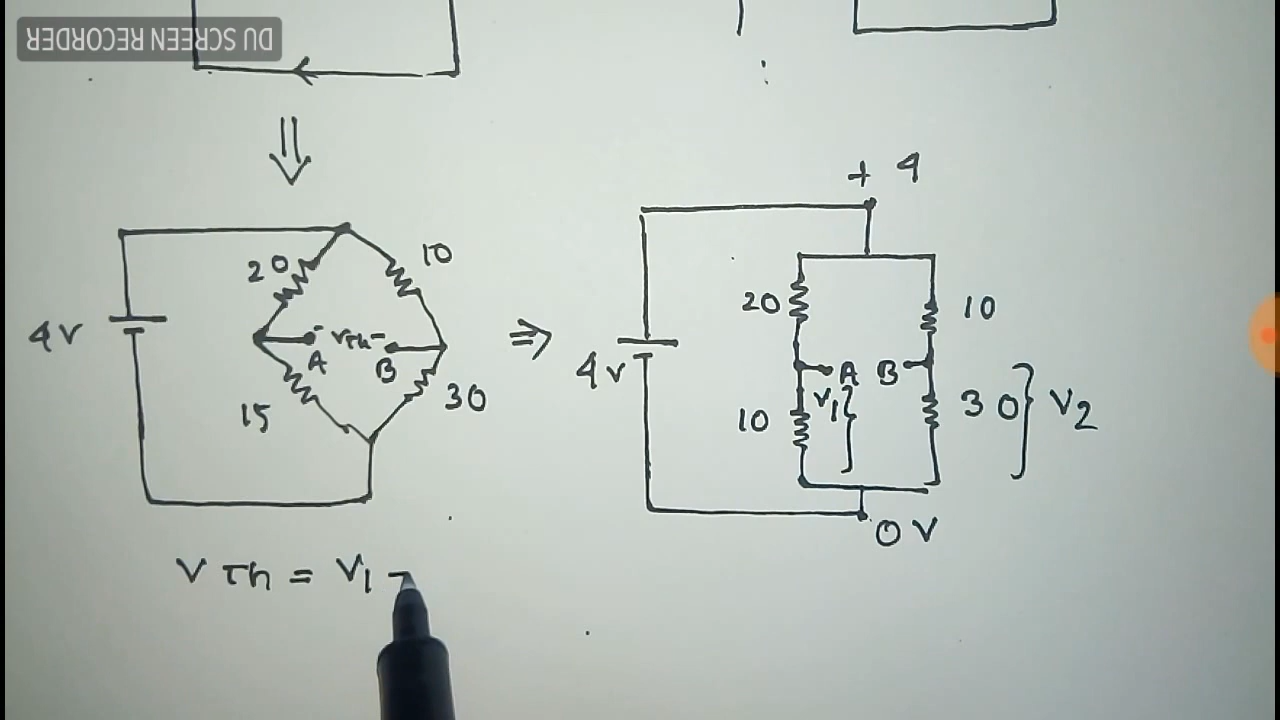 DU SCREEN RECORDER
4V
20
10
15
30
- VTh -
A
B
+ 4
4V
20
10
A
B
V1
10
30
V2
0 V
V Th = V1 -